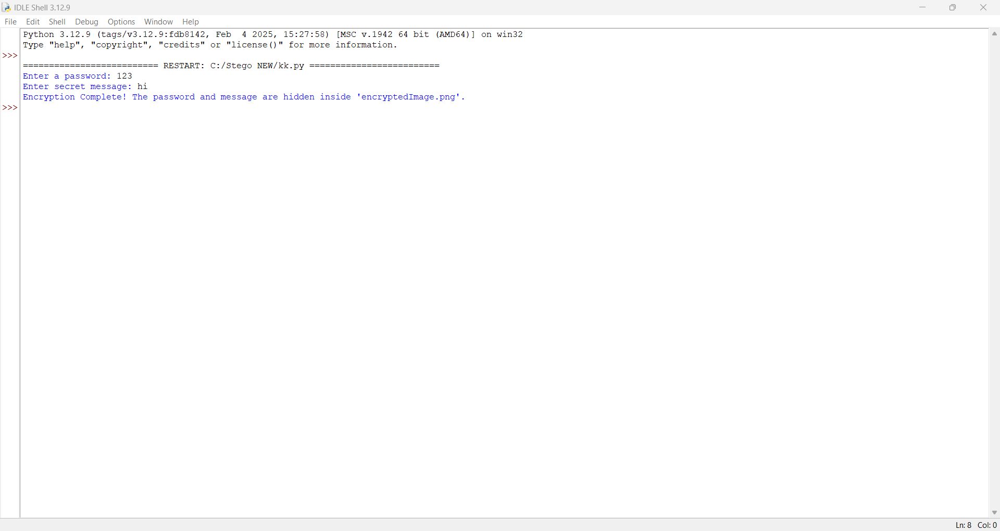 IDLE Shell 3.12.9
File Edit Shell Debug Options Window Help
Python 3.12.9 (tags/v3.12.9:fdb8142, Feb  4 2025, 15:27:58) [MSC v.1942 64 bit (AMD64)] on win32
Type "help", "copyright", "credits" or "license()" for more information.
>>>
========================== RESTART: C:/Stego NEW/kk.py =========================
Enter a password: 123
Enter secret message: hi
Encryption Complete! The password and message are hidden inside 'encryptedImage.png'.
>>>
Ln: 8 Col: 0